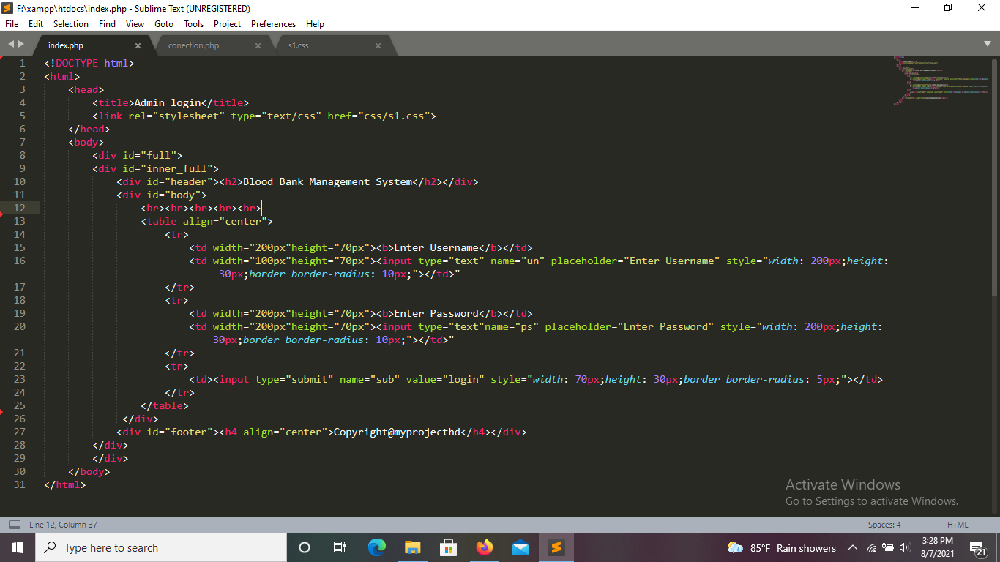 F:\xampp\htdocs\index.php - Sublime Text (UNREGISTERED)
File Edit Selection Find View Goto Tools Project Preferences Help
index.php conection.php s1.css
1 <!DOCTYPE html>
2 <html>
3 <head>
4 <title>Admin login</title>
5 <link rel="stylesheet" type="text/css" href="css/s1.css">
6 </head>
7 <body>
8 <div id="full">
9 <div id="inner_full">
10 <div id="header"><h2>Blood Bank Management System</h2></div>
11 <div id="body">
12 <br><br><br><br><br>
13 <table align="center">
14 <tr>
15 <td width="200px"height="70px"><b>Enter Username</b></td>
16 <td width="100px"height="70px"><input type="text" name="un" placeholder="Enter Username" style="width: 200px;height:
30px;border border-radius: 10px;"></td>"
17 </tr>
18 <tr>
19 <td width="200px"height="70px"><b>Enter Password</b></td>
20 <td width="200px"height="70px"><input type="text"name="ps" placeholder="Enter Password" style="width: 200px;height:
30px;border border-radius: 10px;"></td>"
21 </tr>
22 <tr>
23 <td><input type="submit" name="sub" value="login" style="width: 70px;height: 30px;border border-radius: 5px;"></td>
24 </tr>
25 </table>
26 </div>
27 <div id="footer"><h4 align="center">Copyright@myprojecthd</h4></div>
28 </div>
29 </div>
30 </body>
31 </html>
Activate Windows
Go to Settings to activate Windows.
Line 12, Column 37 Spaces: 4 HTML
Type here to search 85°F Rain showers 3:28 PM
8/7/2021 21